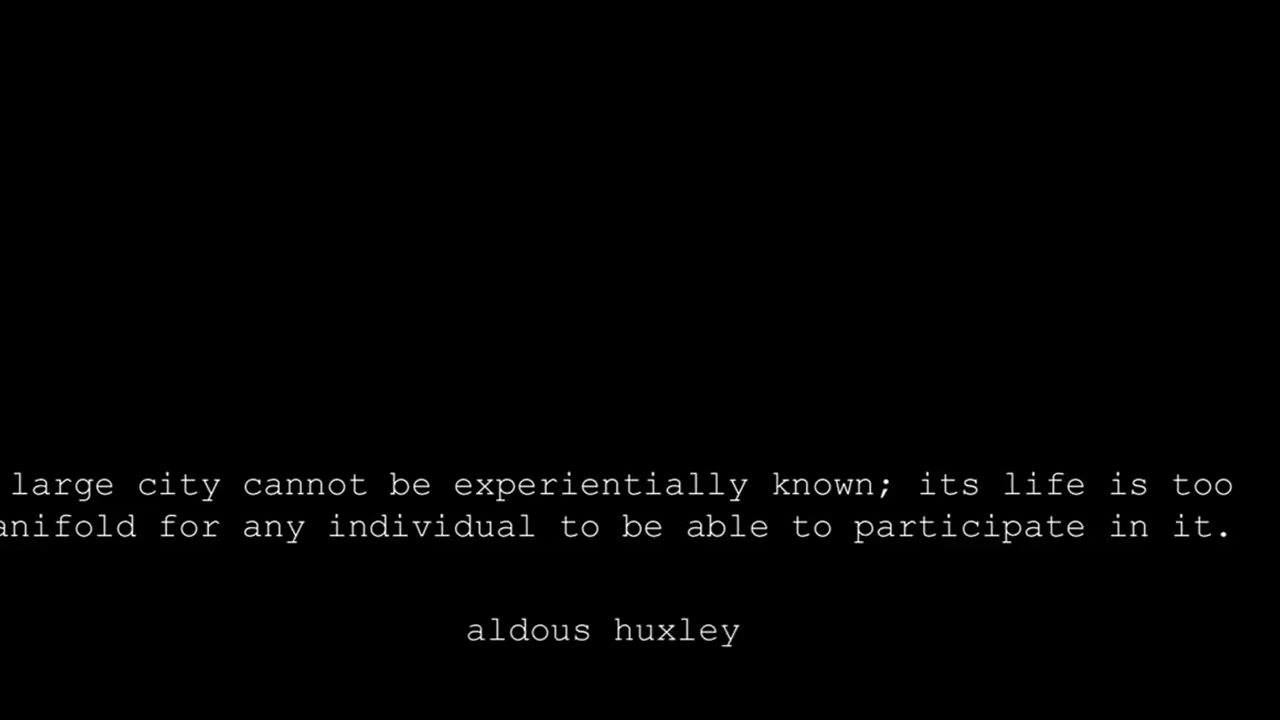 large city cannot be experientially known; its life is too
anifold for any individual to be able to participate in it.
aldous huxley